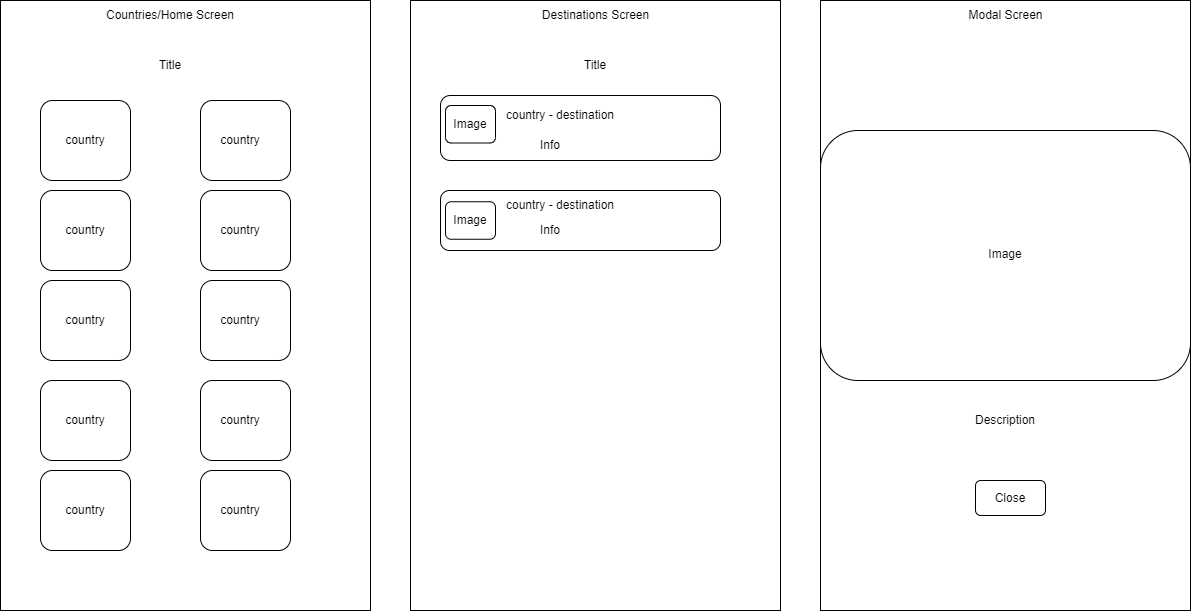 Countries/Home Screen
Title
country
country
country
country
country
country
country
country
country
country
Destinations Screen
Title
Image
country - destination
Info
Image
country - destination
Info
Modal Screen
Image
Description
Close